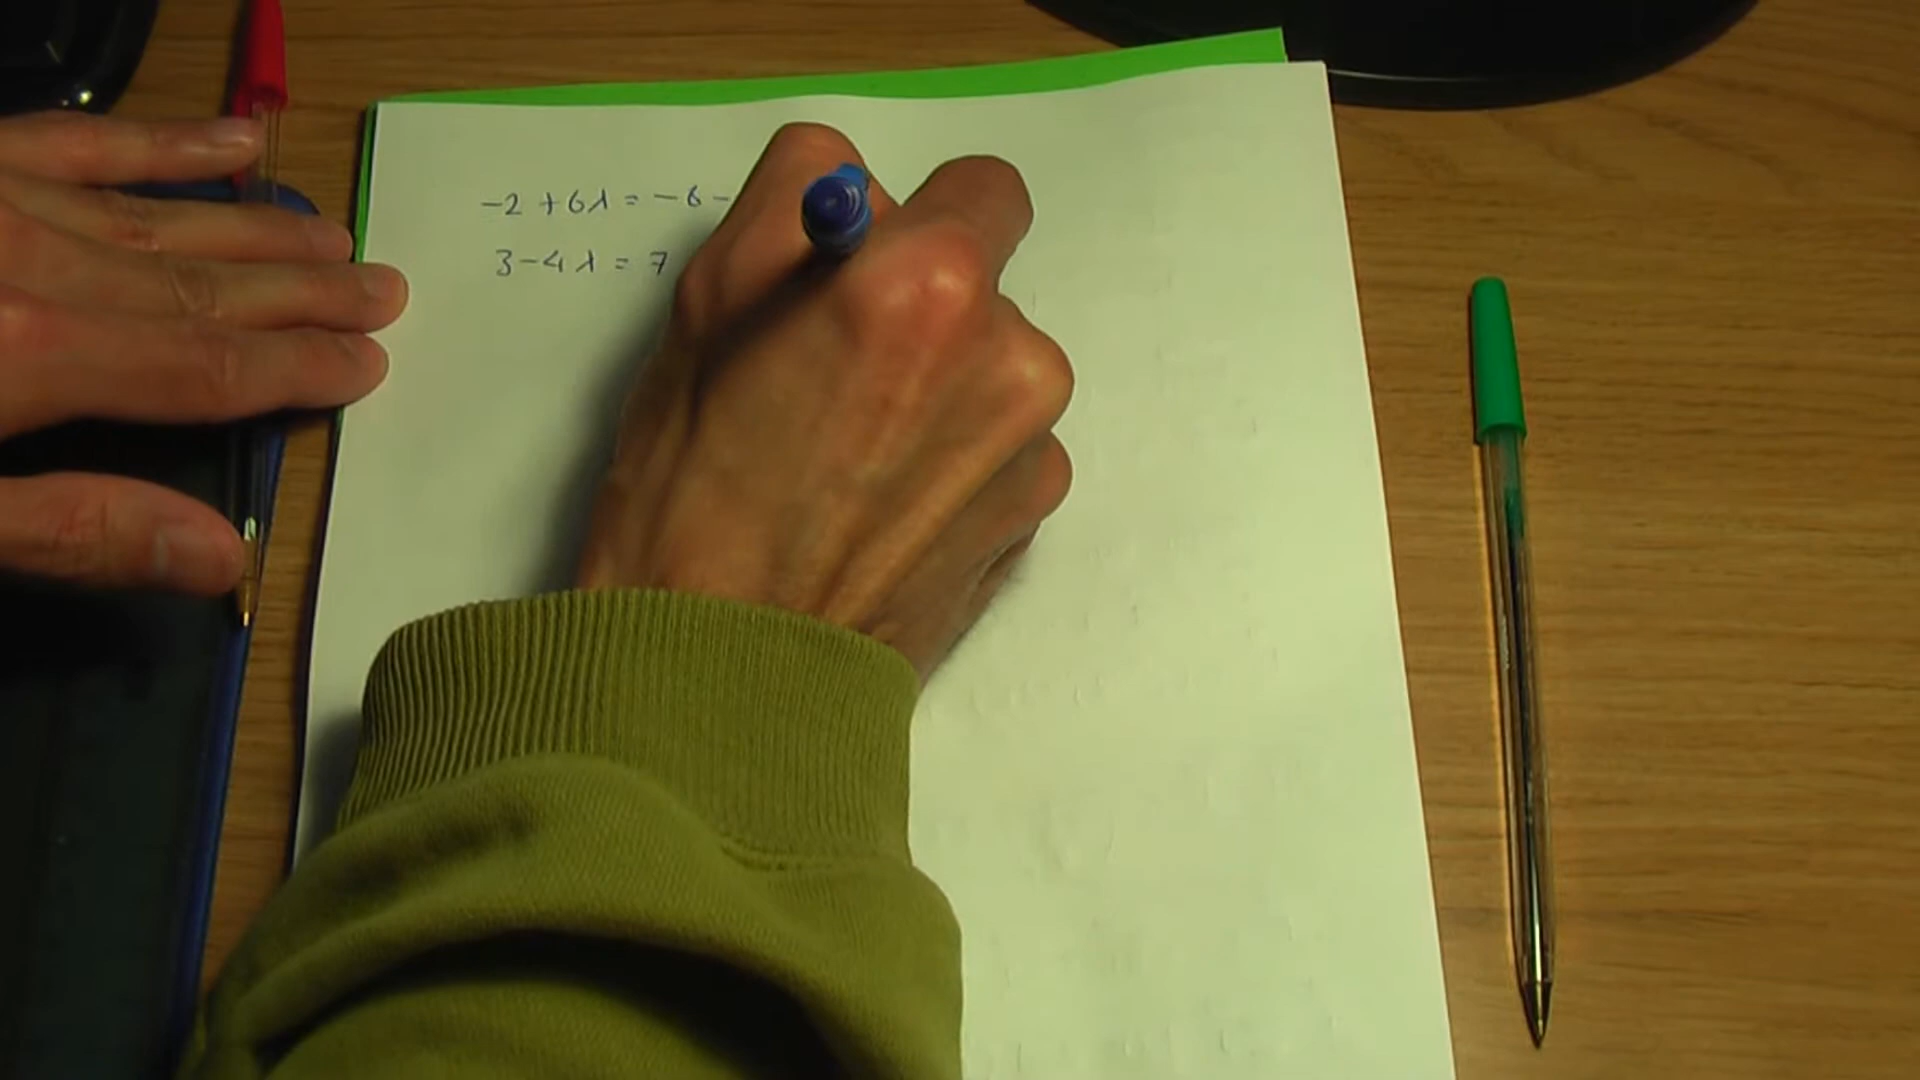 -2 + 6λ = -6 -
3 - 4λ = 7